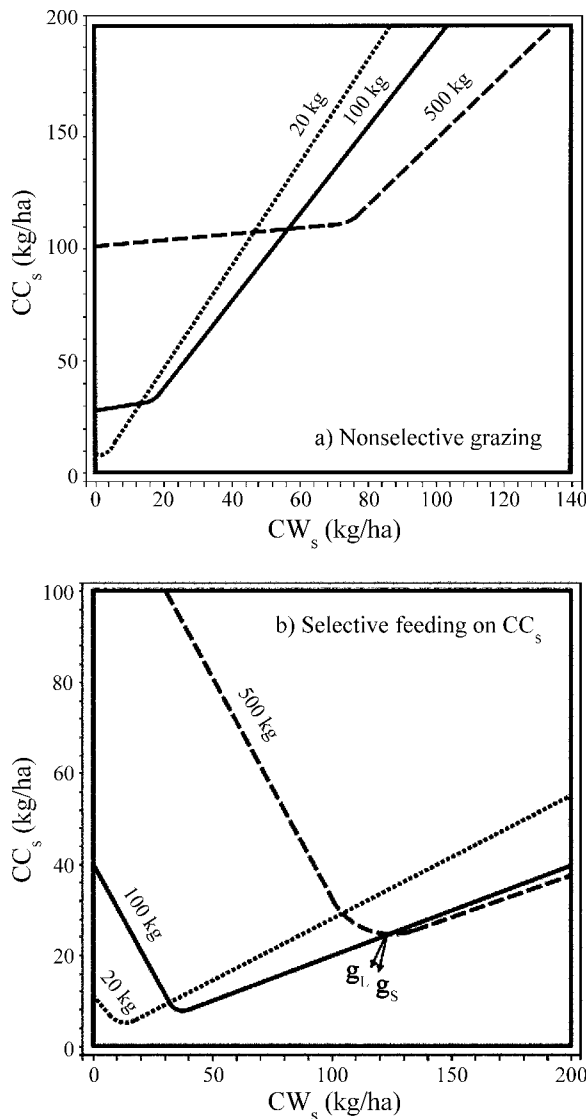 200
150
100
50
0
CCs (kg/ha)
20 kg
100 kg
500 kg
a) Nonselective grazing
0 20 40 60 80 100 120 140
CWs (kg/ha)
100
80
60
40
20
0
CCs (kg/ha)
b) Selective feeding on CCs
500 kg
100 kg
20 kg
gL gS
0 50 100 150 200
CWs (kg/ha)